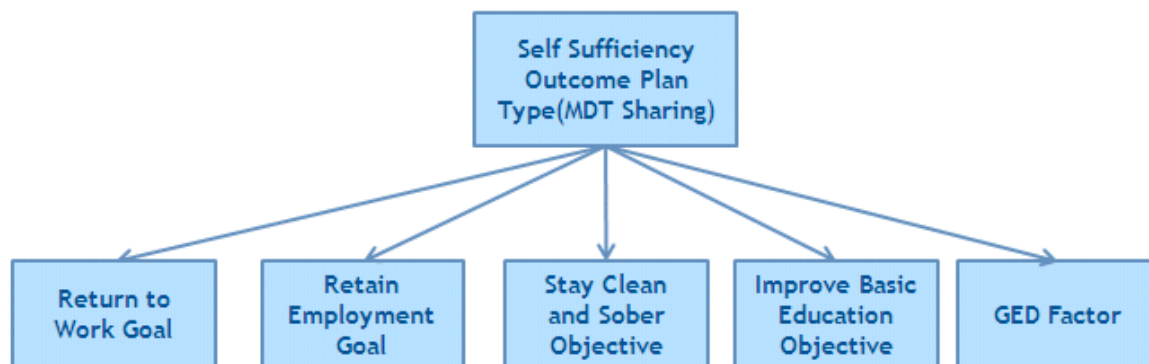 Self Sufficiency
Outcome Plan
Type(MDT Sharing)
Return to
Work Goal
Retain
Employment
Goal
Stay Clean
and Sober
Objective
Improve Basic
Education
Objective
GED Factor